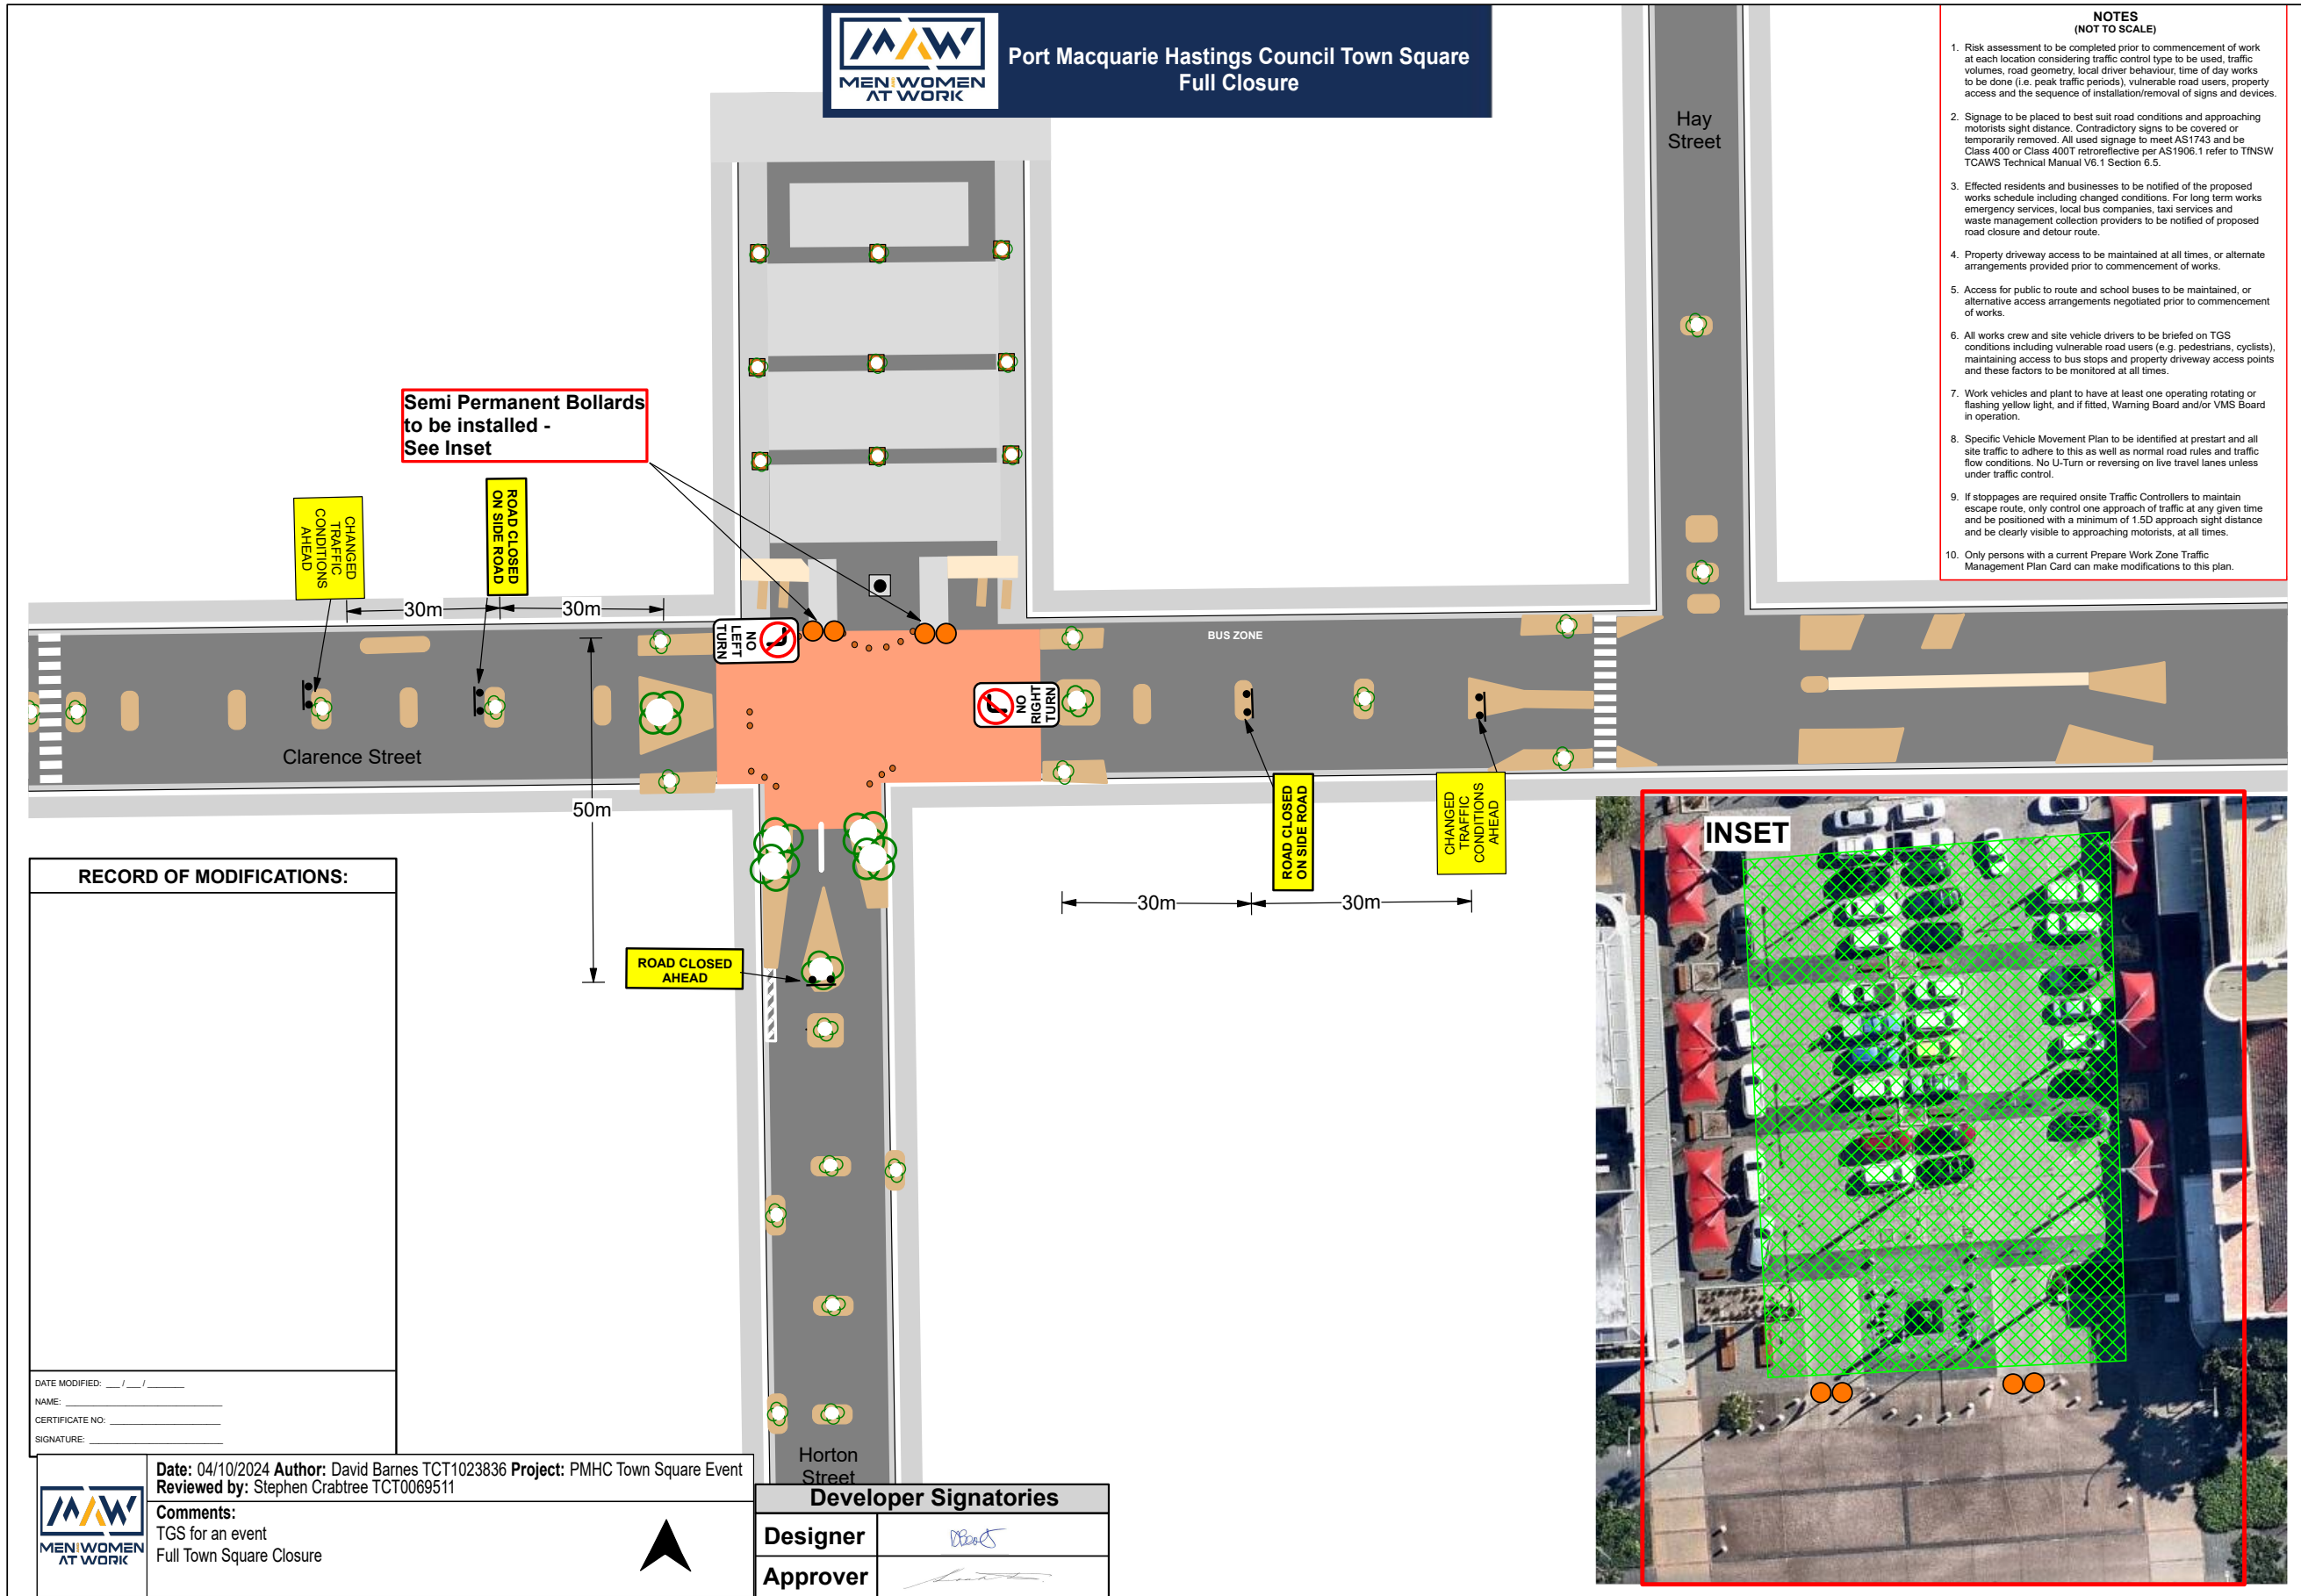 MAW
MEN WOMEN
AT WORK
Port Macquarie Hastings Council Town Square
Full Closure
NOTES
(NOT TO SCALE)
1. Risk assessment to be completed prior to commencement of work
at each location considering traffic control type to be used, traffic
volumes, road geometry, local driver behaviour, time of day works
to be done (i.e. peak traffic periods), vulnerable road users, property
access and the sequence of installation/removal of signs and devices.
2. Signage to be placed to best suit road conditions and approaching
motorists sight distance. Contradictory signs to be covered or
temporarily removed. All used signage to meet AS1743 and be
Class 400 or Class 400T retroreflective per AS1906.1 refer to TfNSW
TCAWS Technical Manual V6.1 Section 6.5.
3. Effected residents and businesses to be notified of the proposed
works schedule including changed conditions. For long term works
emergency services, local bus companies, taxi services and
waste management collection providers to be notified of proposed
road closure and detour route.
4. Property driveway access to be maintained at all times, or alternate
arrangements provided prior to commencement of works.
5. Access for public to route and school buses to be maintained, or
alternative access arrangements negotiated prior to commencement
of works.
6. All works crew and site vehicle drivers to be briefed on TGS
conditions including vulnerable road users (e.g. pedestrians, cyclists),
maintaining access to bus stops and property driveway access points
and these factors to be monitored at all times.
7. Work vehicles and plant to have at least one operating rotating or
flashing yellow light, and if fitted, Warning Board and/or VMS Board
in operation.
8. Specific Vehicle Movement Plan to be identified at prestart and all
site traffic to adhere to this as well as normal road rules and traffic
flow conditions. No U-Turn or reversing on live travel lanes unless
under traffic control.
9. If stoppages are required onsite Traffic Controllers to maintain
escape route, only control one approach of traffic at any given time
and be positioned with a minimum of 1.5D approach sight distance
and be clearly visible to approaching motorists, at all times.
10. Only persons with a current Prepare Work Zone Traffic
Management Plan Card can make modifications to this plan.
Hay
Street
Semi Permanent Bollards
to be installed -
See Inset
CHANGED
TRAFFIC
CONDITIONS
AHEAD
ROAD CLOSED
ON SIDE ROAD
30m
30m
NO
LEFT
TURN
BUS ZONE
NO
RIGHT
TURN
Clarence Street
50m
ROAD CLOSED
ON SIDE ROAD
CHANGED
TRAFFIC
CONDITIONS
AHEAD
30m
30m
ROAD CLOSED
AHEAD
INSET
RECORD OF MODIFICATIONS:
DATE MODIFIED: ___ / ___ / ________
NAME: ________________________________
CERTIFICATE NO: ______________________
SIGNATURE: ___________________________
Horton
Street
MAW
MEN WOMEN
AT WORK
Date: 04/10/2024 Author: David Barnes TCT1023836 Project: PMHC Town Square Event
Reviewed by: Stephen Crabtree TCT0069511
Comments:
TGS for an event
Full Town Square Closure
Developer Signatories
Designer
Approver